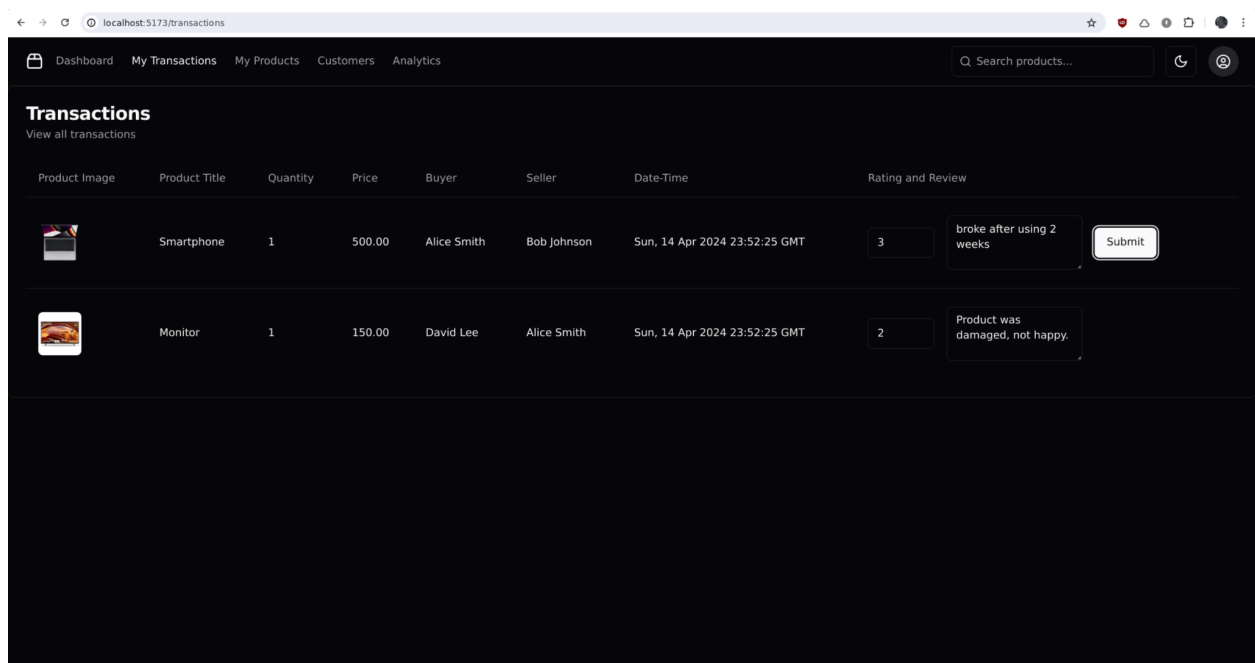 localhost:5173/transactions
Dashboard My Transactions My Products Customers Analytics Search products...
Transactions
View all transactions
Product Image Product Title Quantity Price Buyer Seller Date-Time Rating and Review
Smartphone 1 500.00 Alice Smith Bob Johnson Sun, 14 Apr 2024 23:52:25 GMT 3 broke after using 2
weeks
Submit
Monitor 1 150.00 David Lee Alice Smith Sun, 14 Apr 2024 23:52:25 GMT 2 Product was
damaged, not happy.